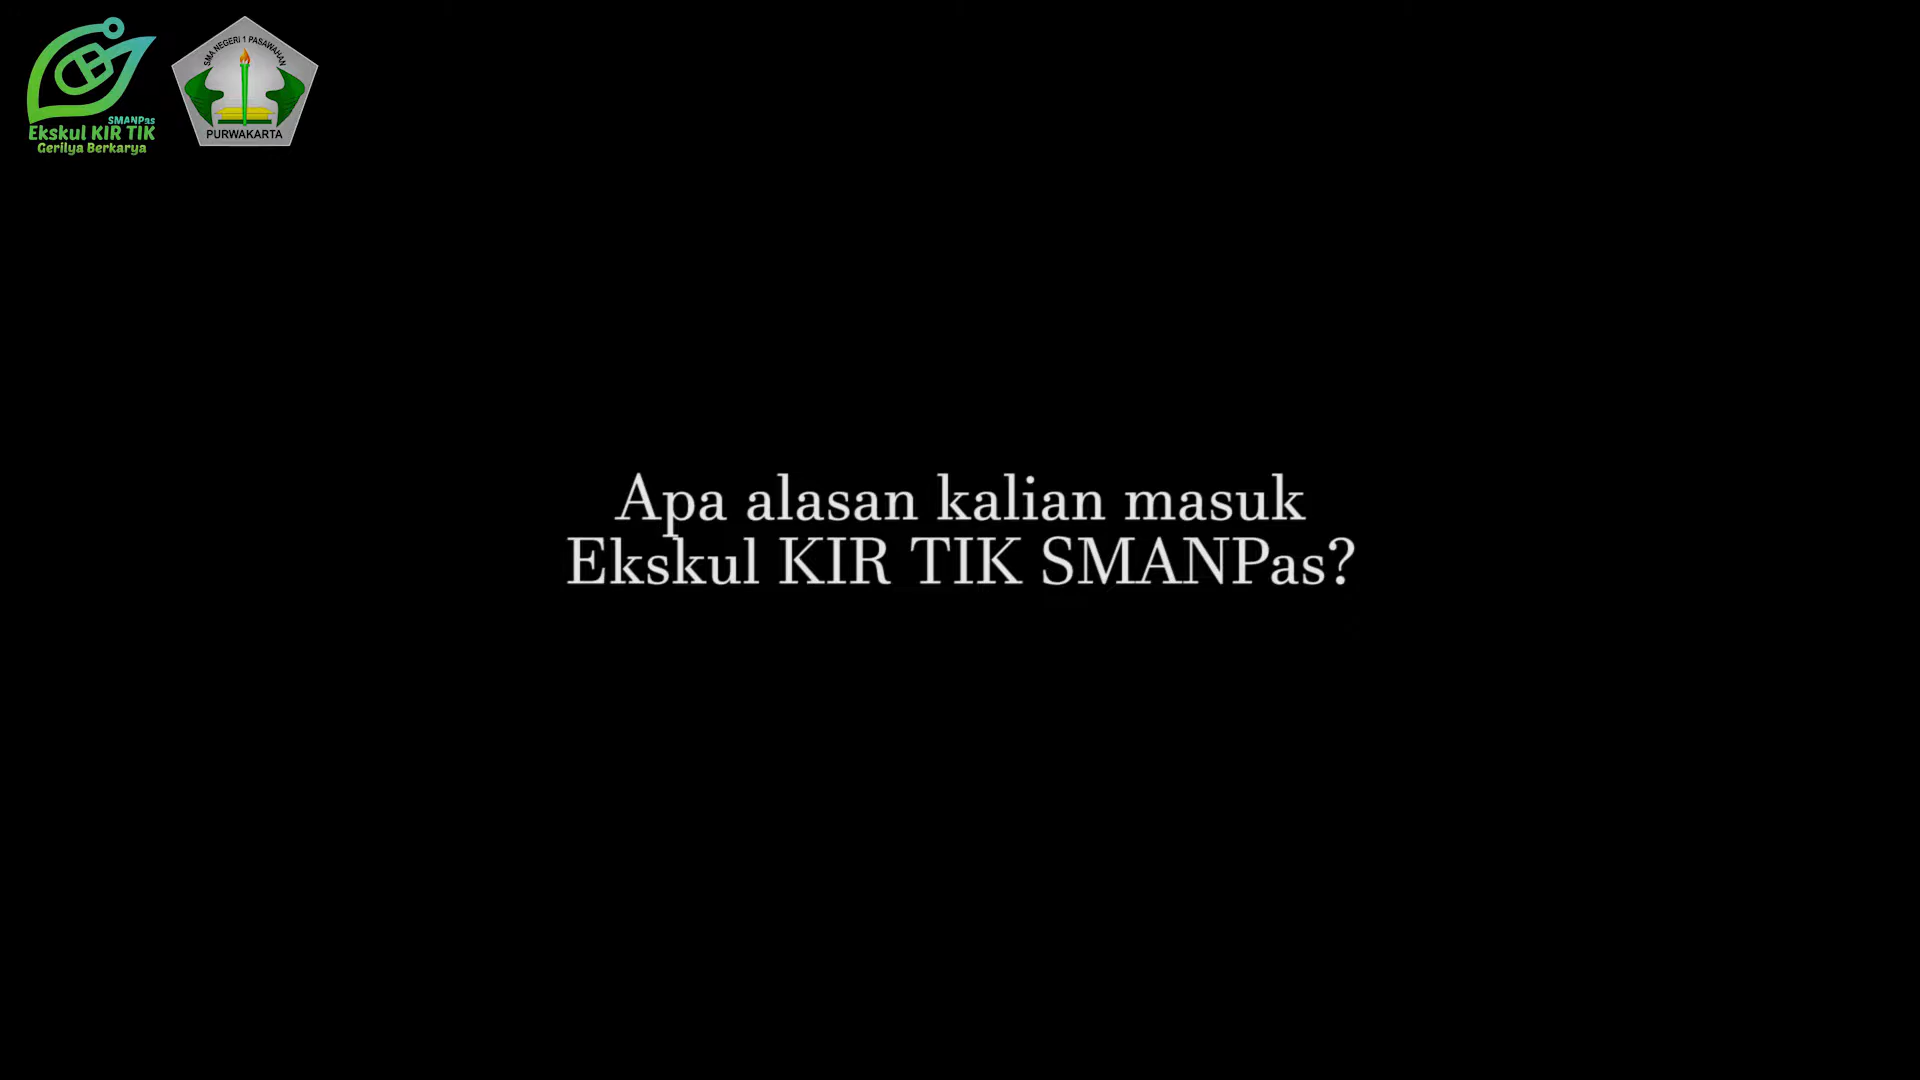 SMANPas
Ekskul KIR TIK
Gerilya Berkarya
SMA NEGERI 1 PASAWAHAN
PURWAKARTA
Apa alasan kalian masuk
Ekskul KIR TIK SMANPas?